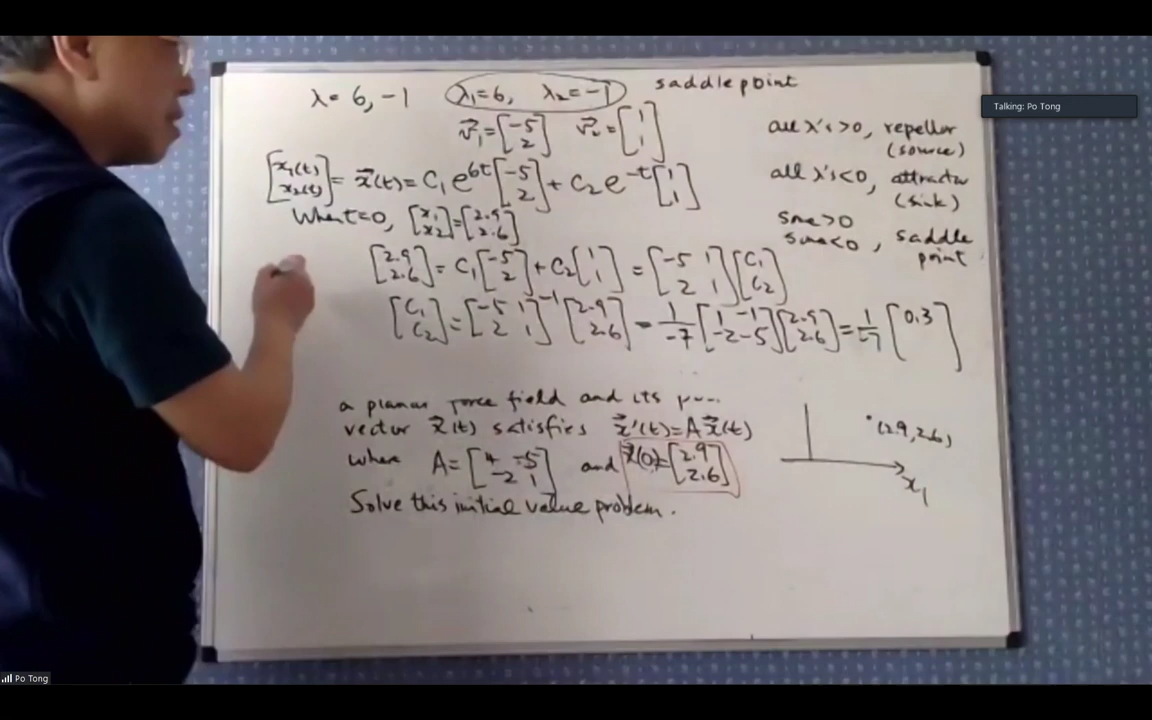 λ = 6, -1 λ₁=6, λ₂=-1 saddle point
v⃗₁=[-5 2] v⃗₂=[1 1]
all λ's >0, repellor
(source)
all λ's <0, attractor
(sink)
some >0
some <0, saddle
point
[x₁(t) x₂(t)] = x⃗(t) = C₁e^{6t}[-5 2] + C₂e^{-t}[1 1]
When t=0, [x₁ x₂]=[2.9 2.6]
[2.9 2.6] = C₁[-5 2] + C₂[1 1] = [-5 1 2 1][C₁ C₂]
[C₁ C₂] = [-5 1 2 1]⁻¹ [2.9 2.6] = 1/-7 [1 -1 -2 -5][2.9 2.6] = 1/-7 [0.3 ]
a planar force field and its
vector x⃗(t) satisfies x⃗'(t)=Ax⃗(t)
where A=[4 -5 -2 1] and x⃗(0)=[2.9 2.6]
Solve this initial value problem.
(2.9, 2.6)
x₁
Talking: Po Tong
Po Tong